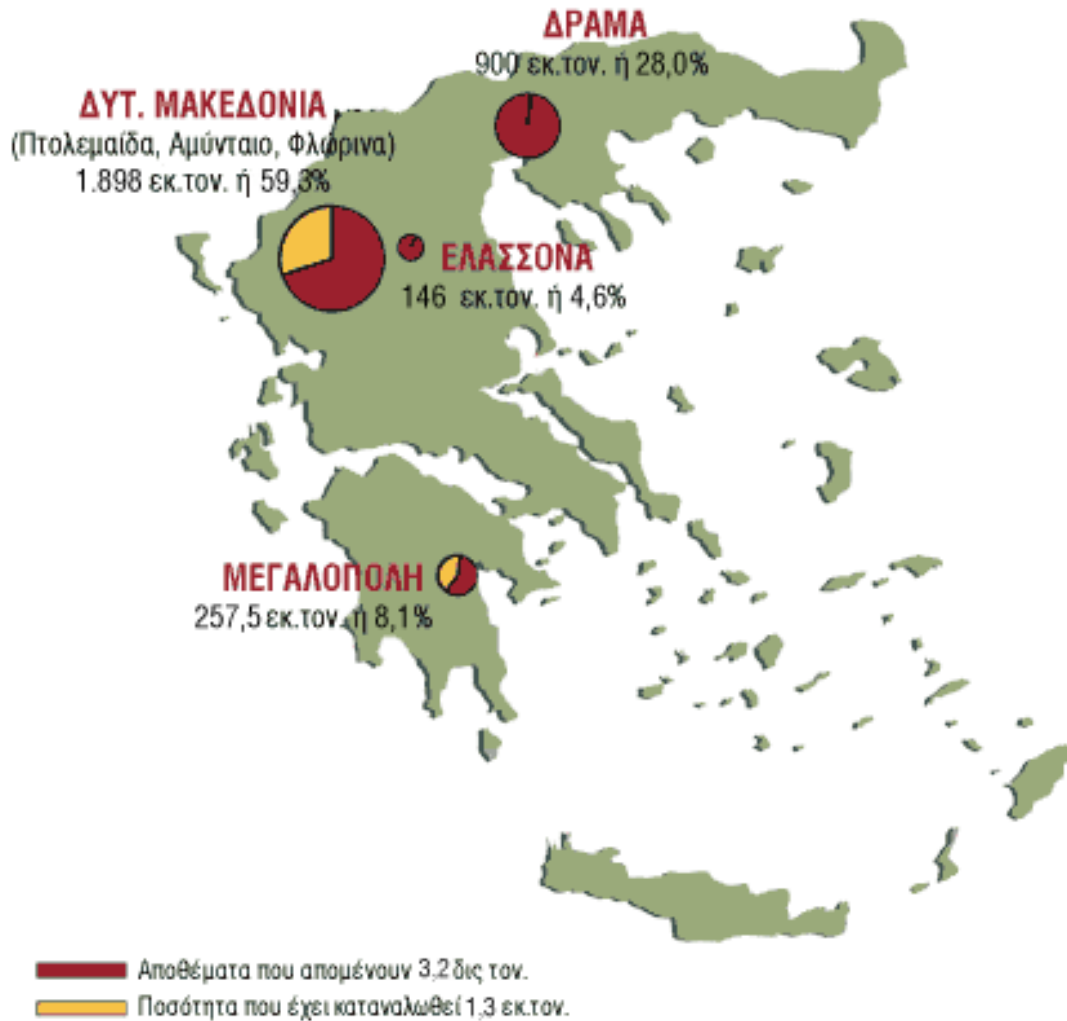 ΔΡΑΜΑ
900 εκ.τον. ή 28,0%
ΔΥΤ. ΜΑΚΕΔΟΝΙΑ
(Πτολεμαίδα, Αμύνταιο, Φλώρινα)
1.898 εκ.τον. ή 59,3%
ΕΛΑΣΣΟΝΑ
146 εκ.τον. ή 4,6%
ΜΕΓΑΛΟΠΟΛΗ
257,5 εκ.τον. ή 8,1%
Αποθέματα που απομένουν 3,2 δις τον.
Ποσότητα που έχει καταναλωθεί 1,3 εκ.τον.